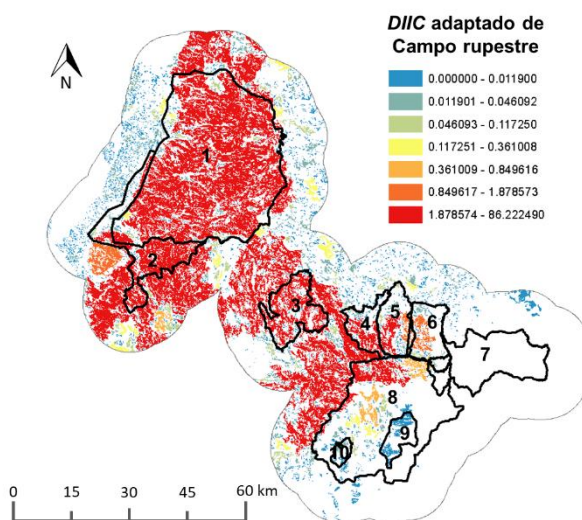 DIIC adaptado de
Campo rupestre
0.000000 - 0.011900
0.011901 - 0.046092
0.046093 - 0.117250
0.117251 - 0.361008
0.361009 - 0.849616
0.849617 - 1.878573
1.878574 - 86.222490
N
1
2
3
4
5
6
7
8
9
10
0 15 30 45 60 km